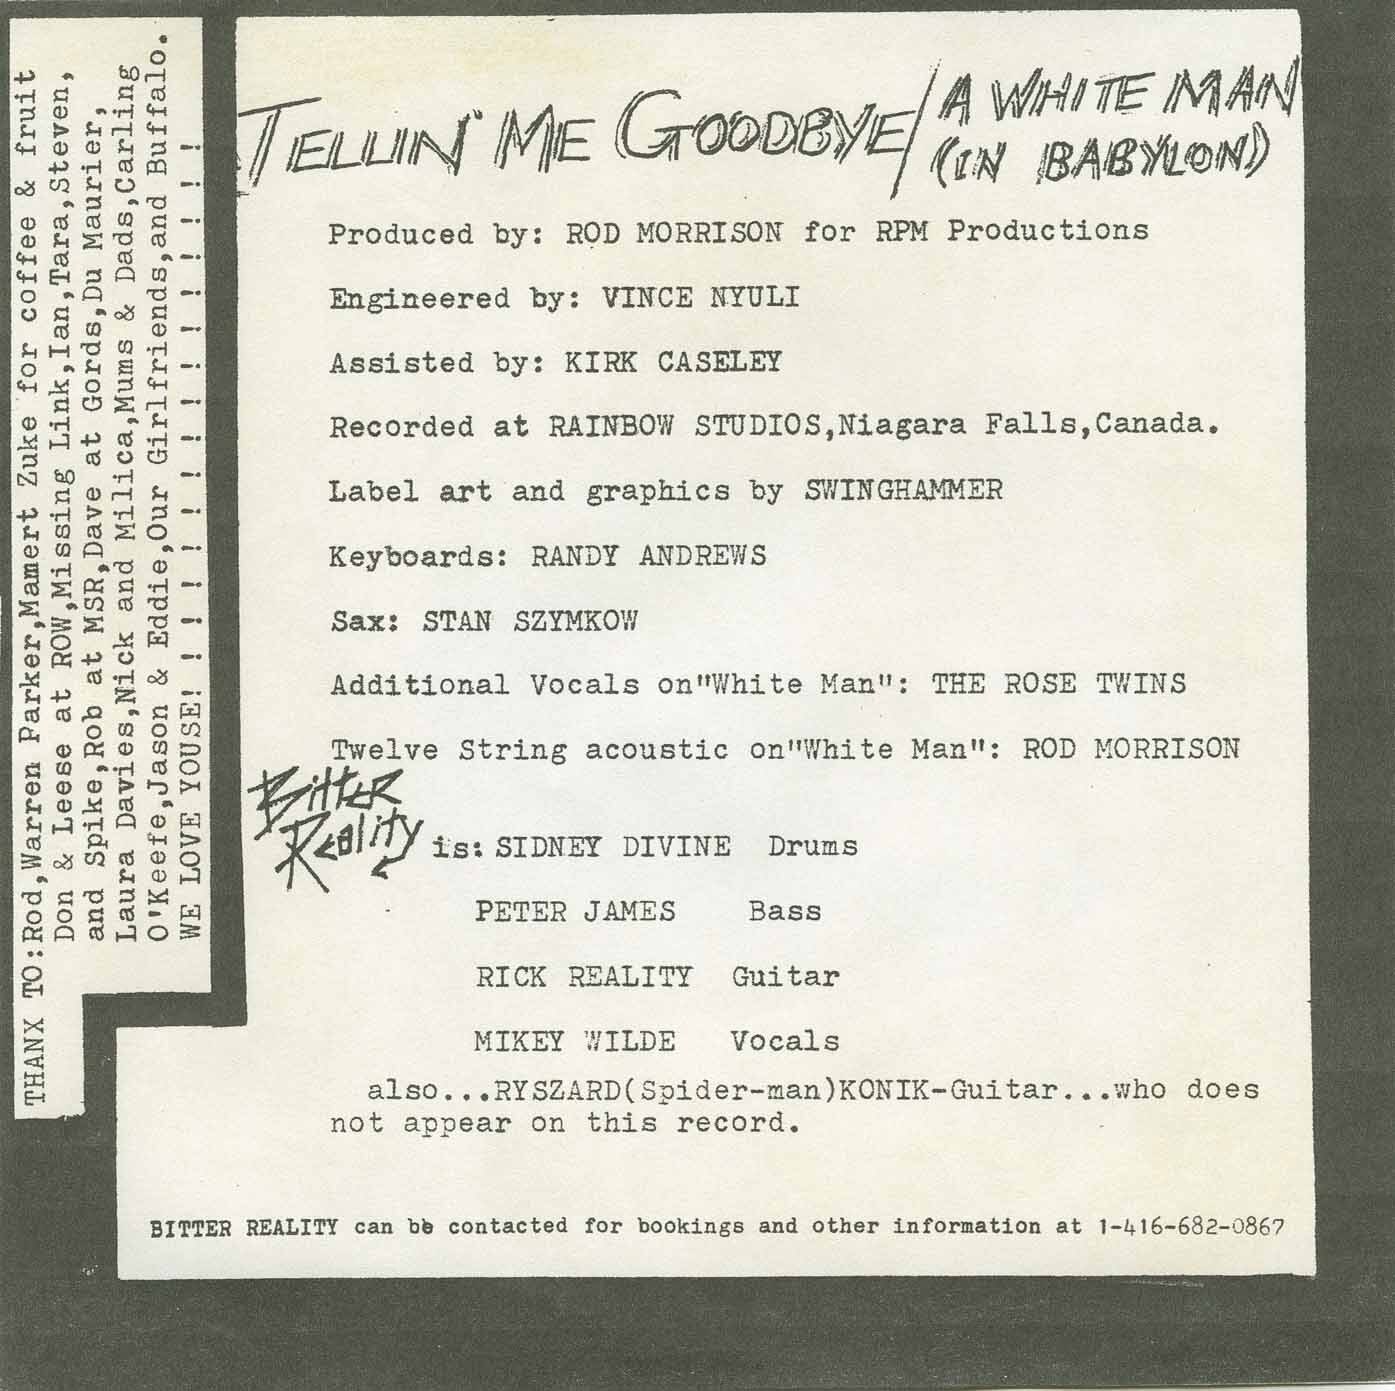 TELLIN' ME GOODBYE/A WHITE MAN
(IN BABYLON)
Produced by: ROD MORRISON for RPM Productions
Engineered by: VINCE NYULI
Assisted by: KIRK CASELEY
Recorded at RAINBOW STUDIOS,Niagara Falls,Canada.
Label art and graphics by SWINGHAMMER
Keyboards: RANDY ANDREWS
Sax: STAN SZYMKOW
Additional Vocals on"White Man": THE ROSE TWINS
Twelve String acoustic on"White Man": ROD MORRISON
BITTER
REALITY is: SIDNEY DIVINE Drums
PETER JAMES Bass
RICK REALITY Guitar
MIKEY WILDE Vocals
also...RYSZARD(Spider-man)KONIK-Guitar...who does
not appear on this record.
BITTER REALITY can be contacted for bookings and other information at 1-416-682-0867
THANX TO:Rod,Warren Parker,Mamert Zuke for coffee & fruit
Don & Leese at ROW,Missing Link,Ian,Tara,Steven,
and Spike,Rob at MSR,Dave at Gords,Du Maurier,
Laura Davies,Nick and Milica,Mums & Dads,Carling
O'Keefe,Jason & Eddie,Our Girlfriends,and Buffalo.
WE LOVE YOUSE! ! ! ! ! ! ! ! ! ! ! ! ! ! ! !